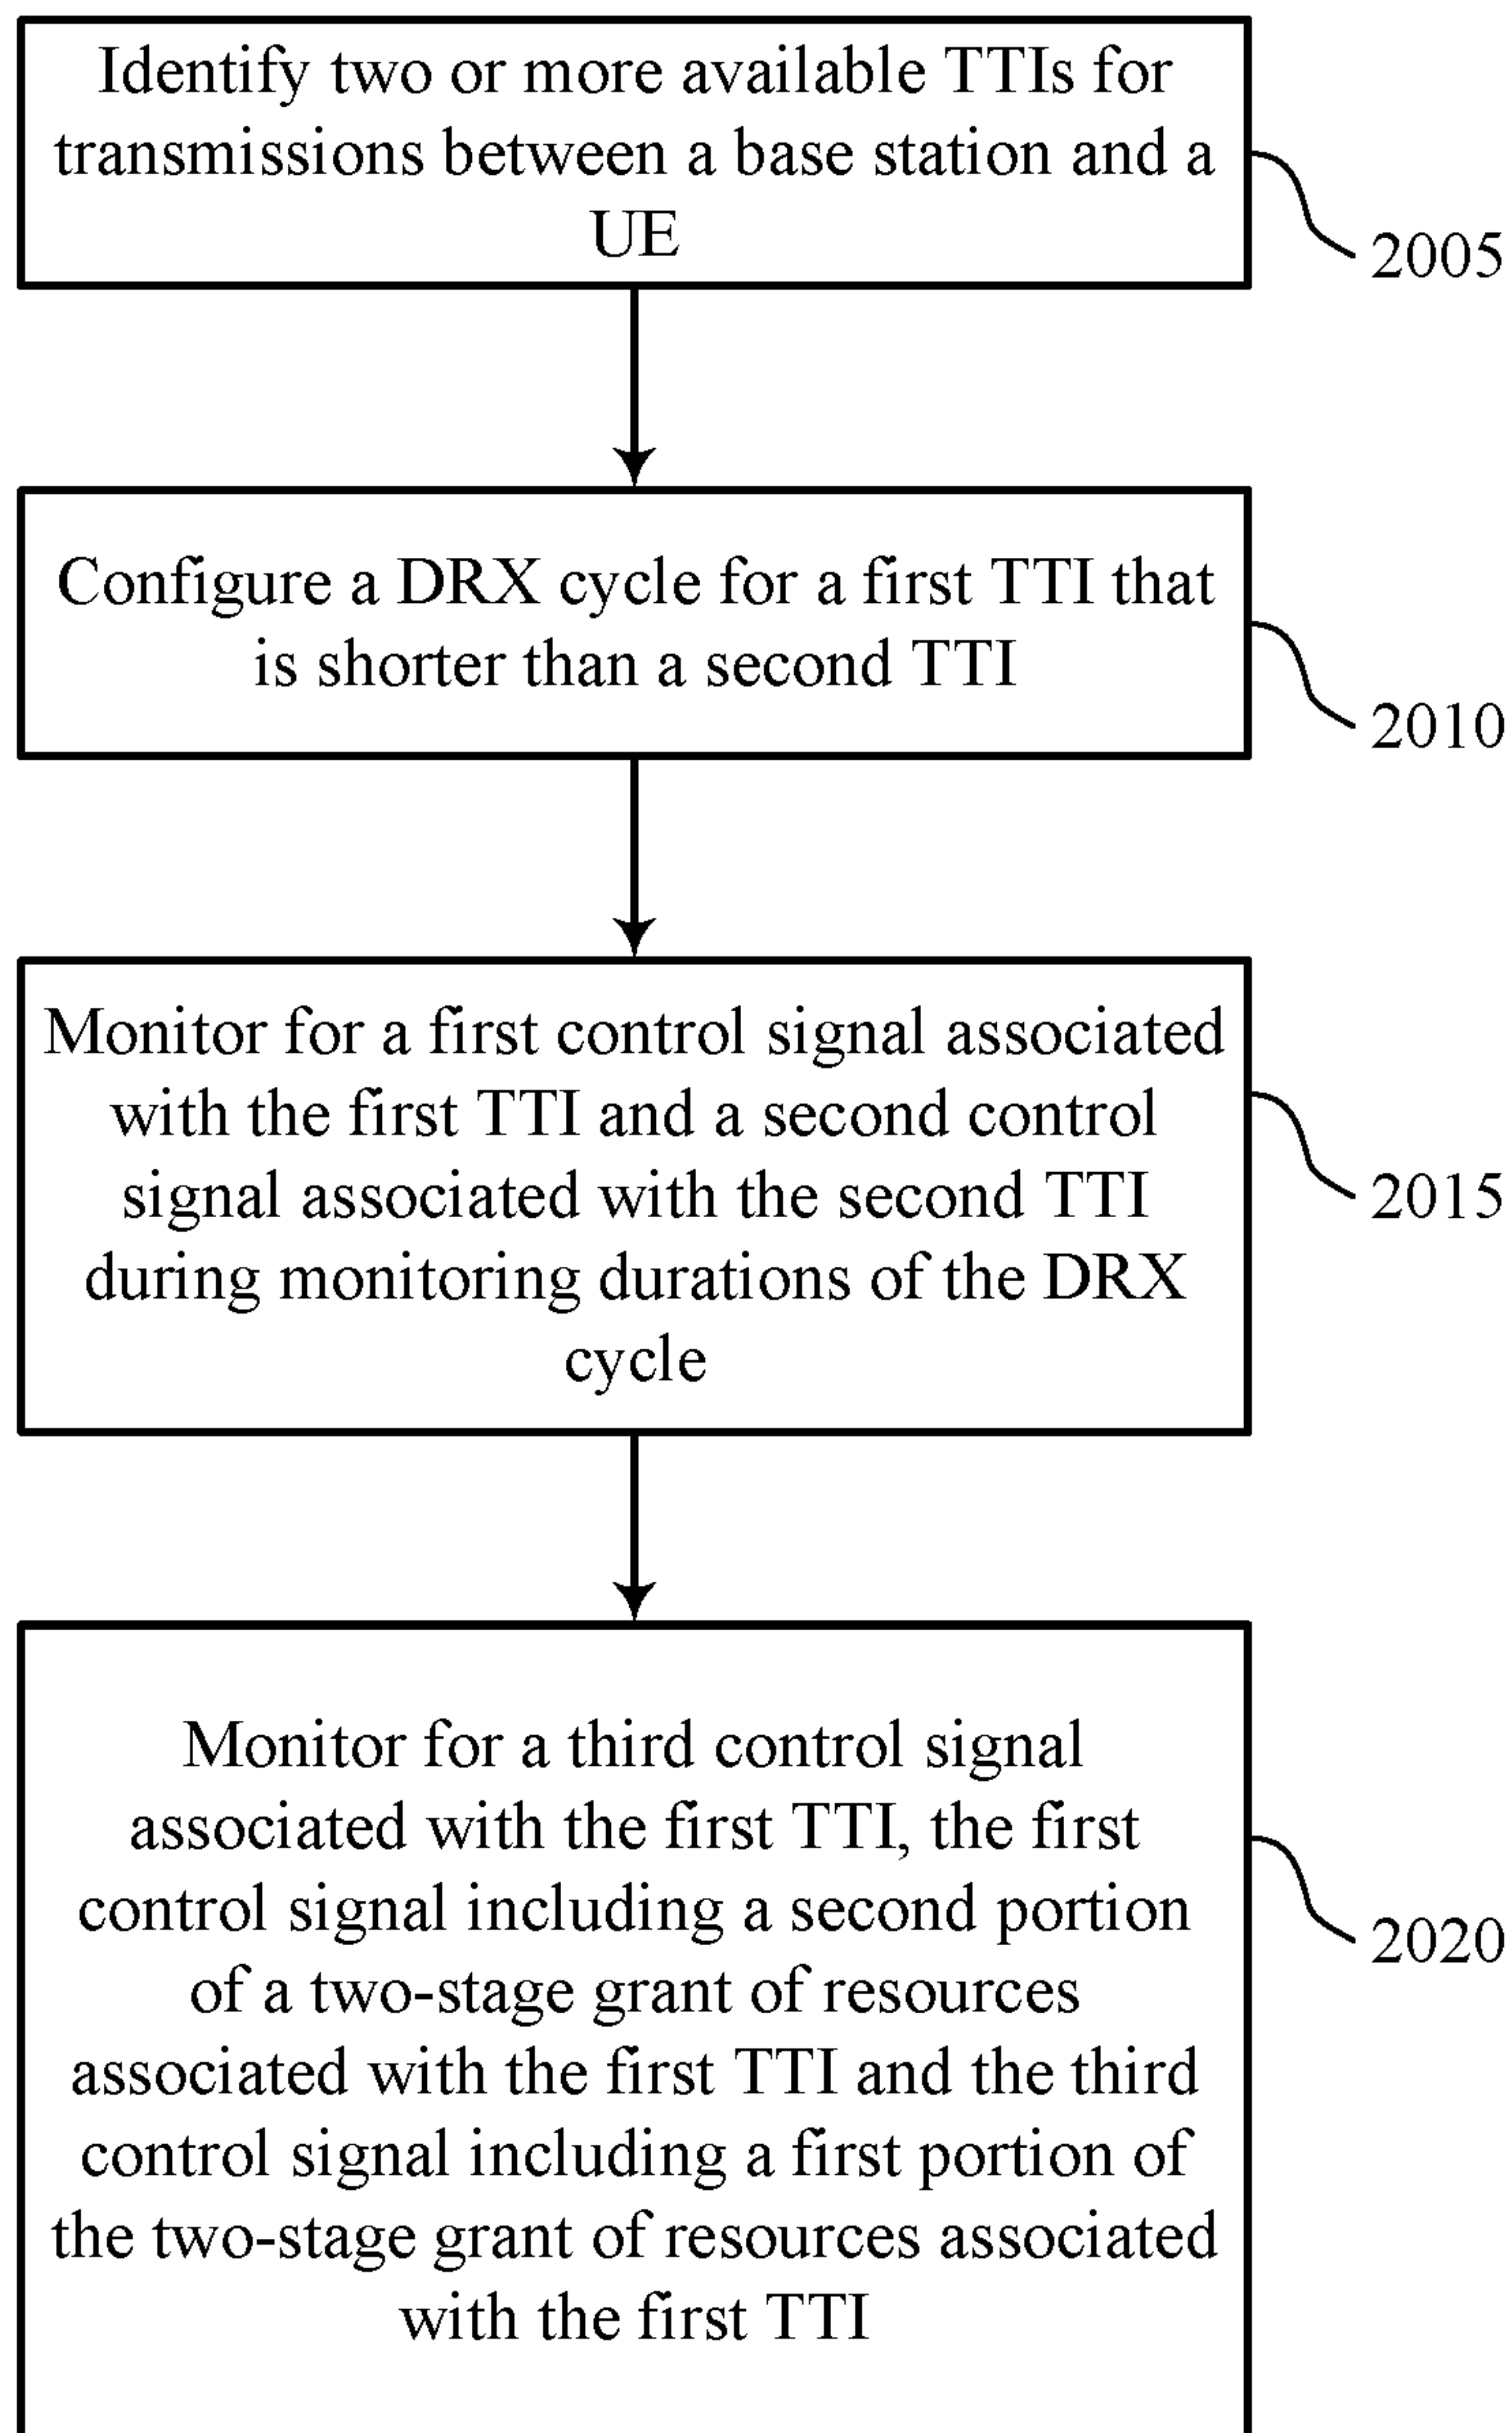 Identify two or more available TTIs for
transmissions between a base station and a
UE
2005
Configure a DRX cycle for a first TTI that
is shorter than a second TTI
2010
Monitor for a first control signal associated
with the first TTI and a second control
signal associated with the second TTI
during monitoring durations of the DRX
cycle
2015
Monitor for a third control signal
associated with the first TTI, the first
control signal including a second portion
of a two-stage grant of resources
associated with the first TTI and the third
control signal including a first portion of
the two-stage grant of resources associated
with the first TTI
2020